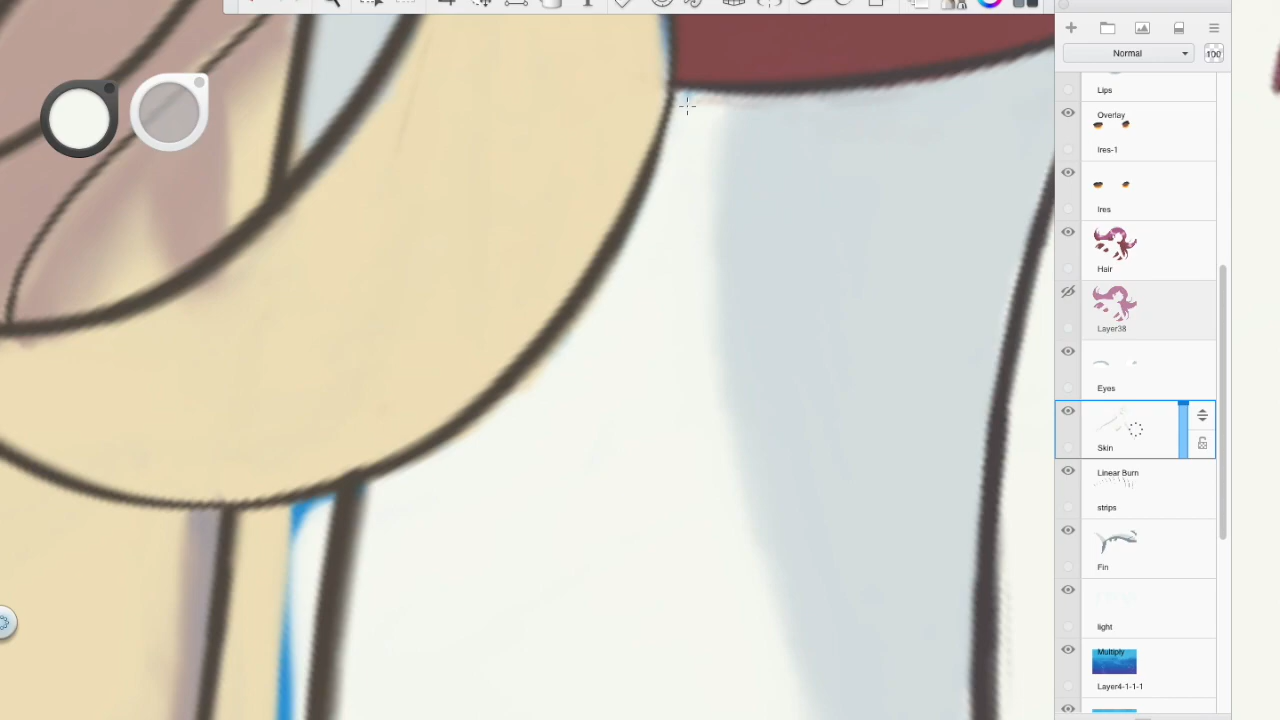 Normal
100
Lips
Overlay
Ires-1
Ires
Hair
Layer38
Eyes
Skin
Linear Burn
strips
Fin
light
Multiply
Layer4-1-1-1